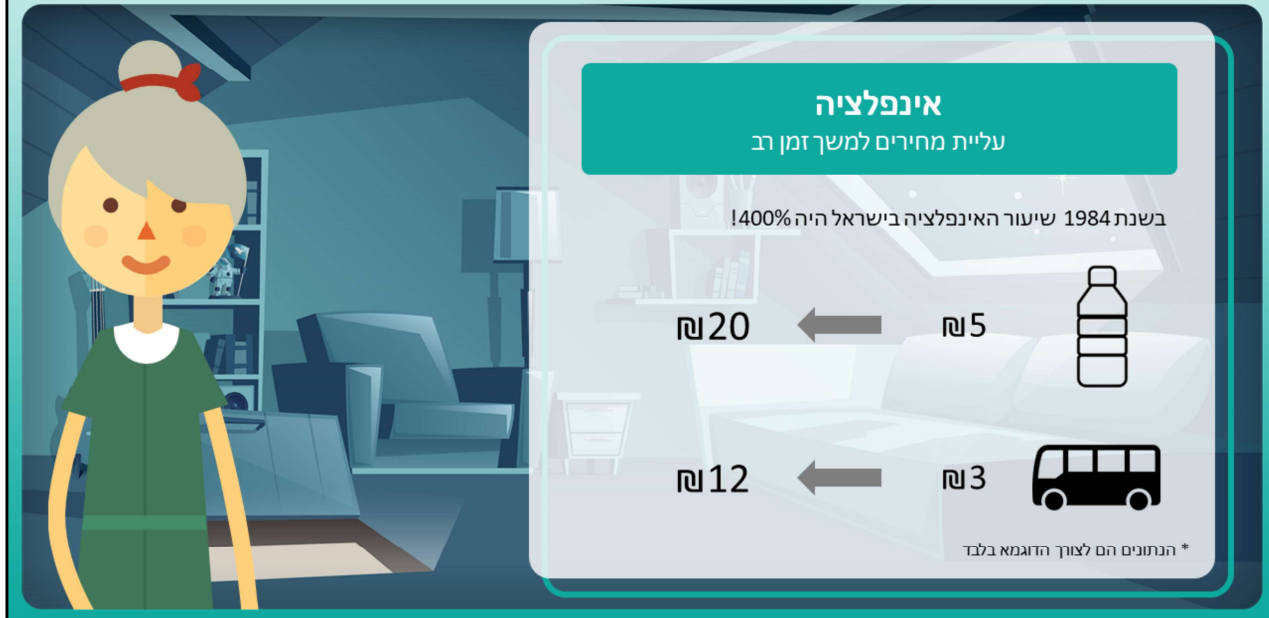 אינפלציה
עליית מחירים למשך זמן רב
בשנת 1984 שיעור האינפלציה בישראל היה 400%!
₪5 ₪20
₪3 ₪12
* הנתונים הם לצורך הדוגמא בלבד